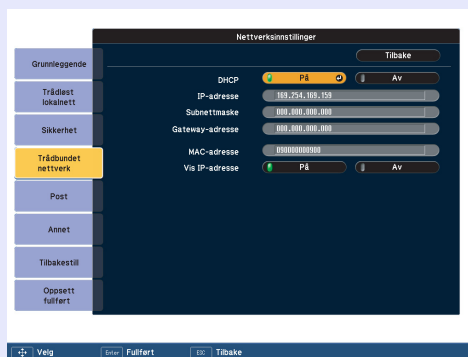 Nettverksinnstillinger
Tilbake
Grunnleggende
Trådløst
lokalnett
Sikkerhet
Trådbundet
nettverk
Post
Annet
Tilbakestill
Oppsett
fullført
DHCP På Av
IP-adresse 169.254.169.159
Subnettmaske 000.000.000.000
Gateway-adresse 000.000.000.000
MAC-adresse 090000000900
Vis IP-adresse På Av
Velg Enter Fullført ESC Tilbake